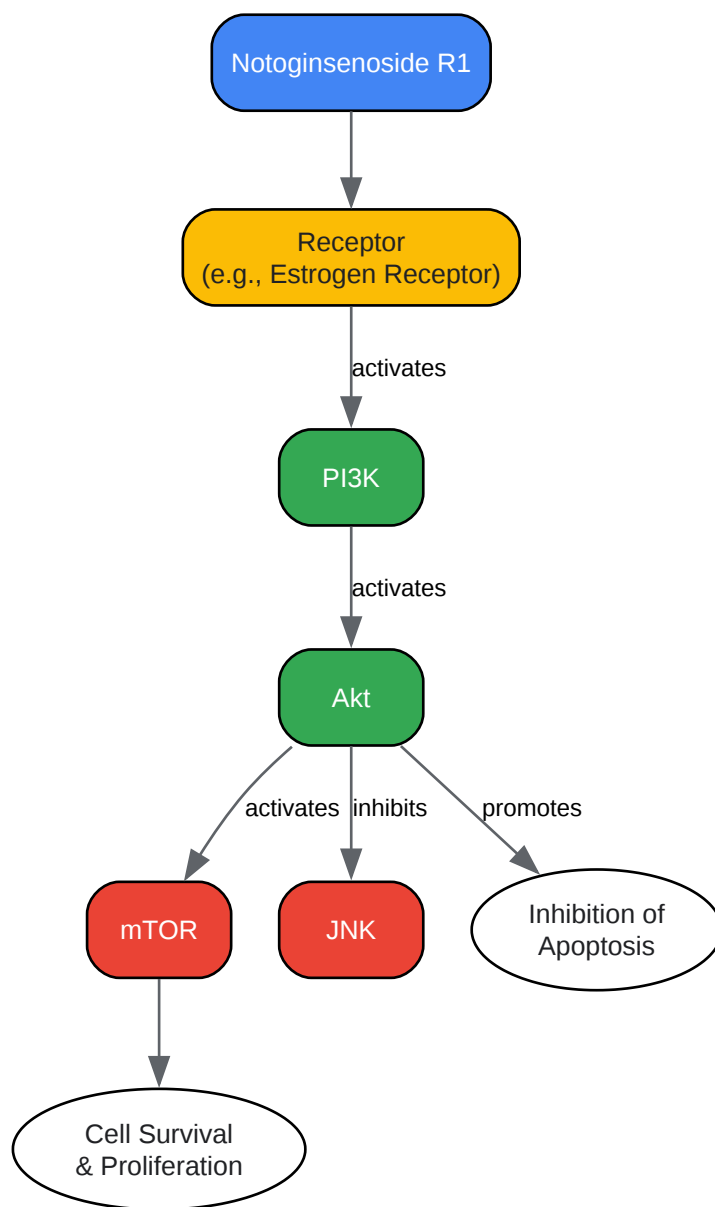 Notoginsenoside R1
Receptor
(e.g., Estrogen Receptor)
activates
PI3K
activates
Akt
activates
inhibits
promotes
mTOR
JNK
Inhibition of
Apoptosis
Cell Survival
& Proliferation